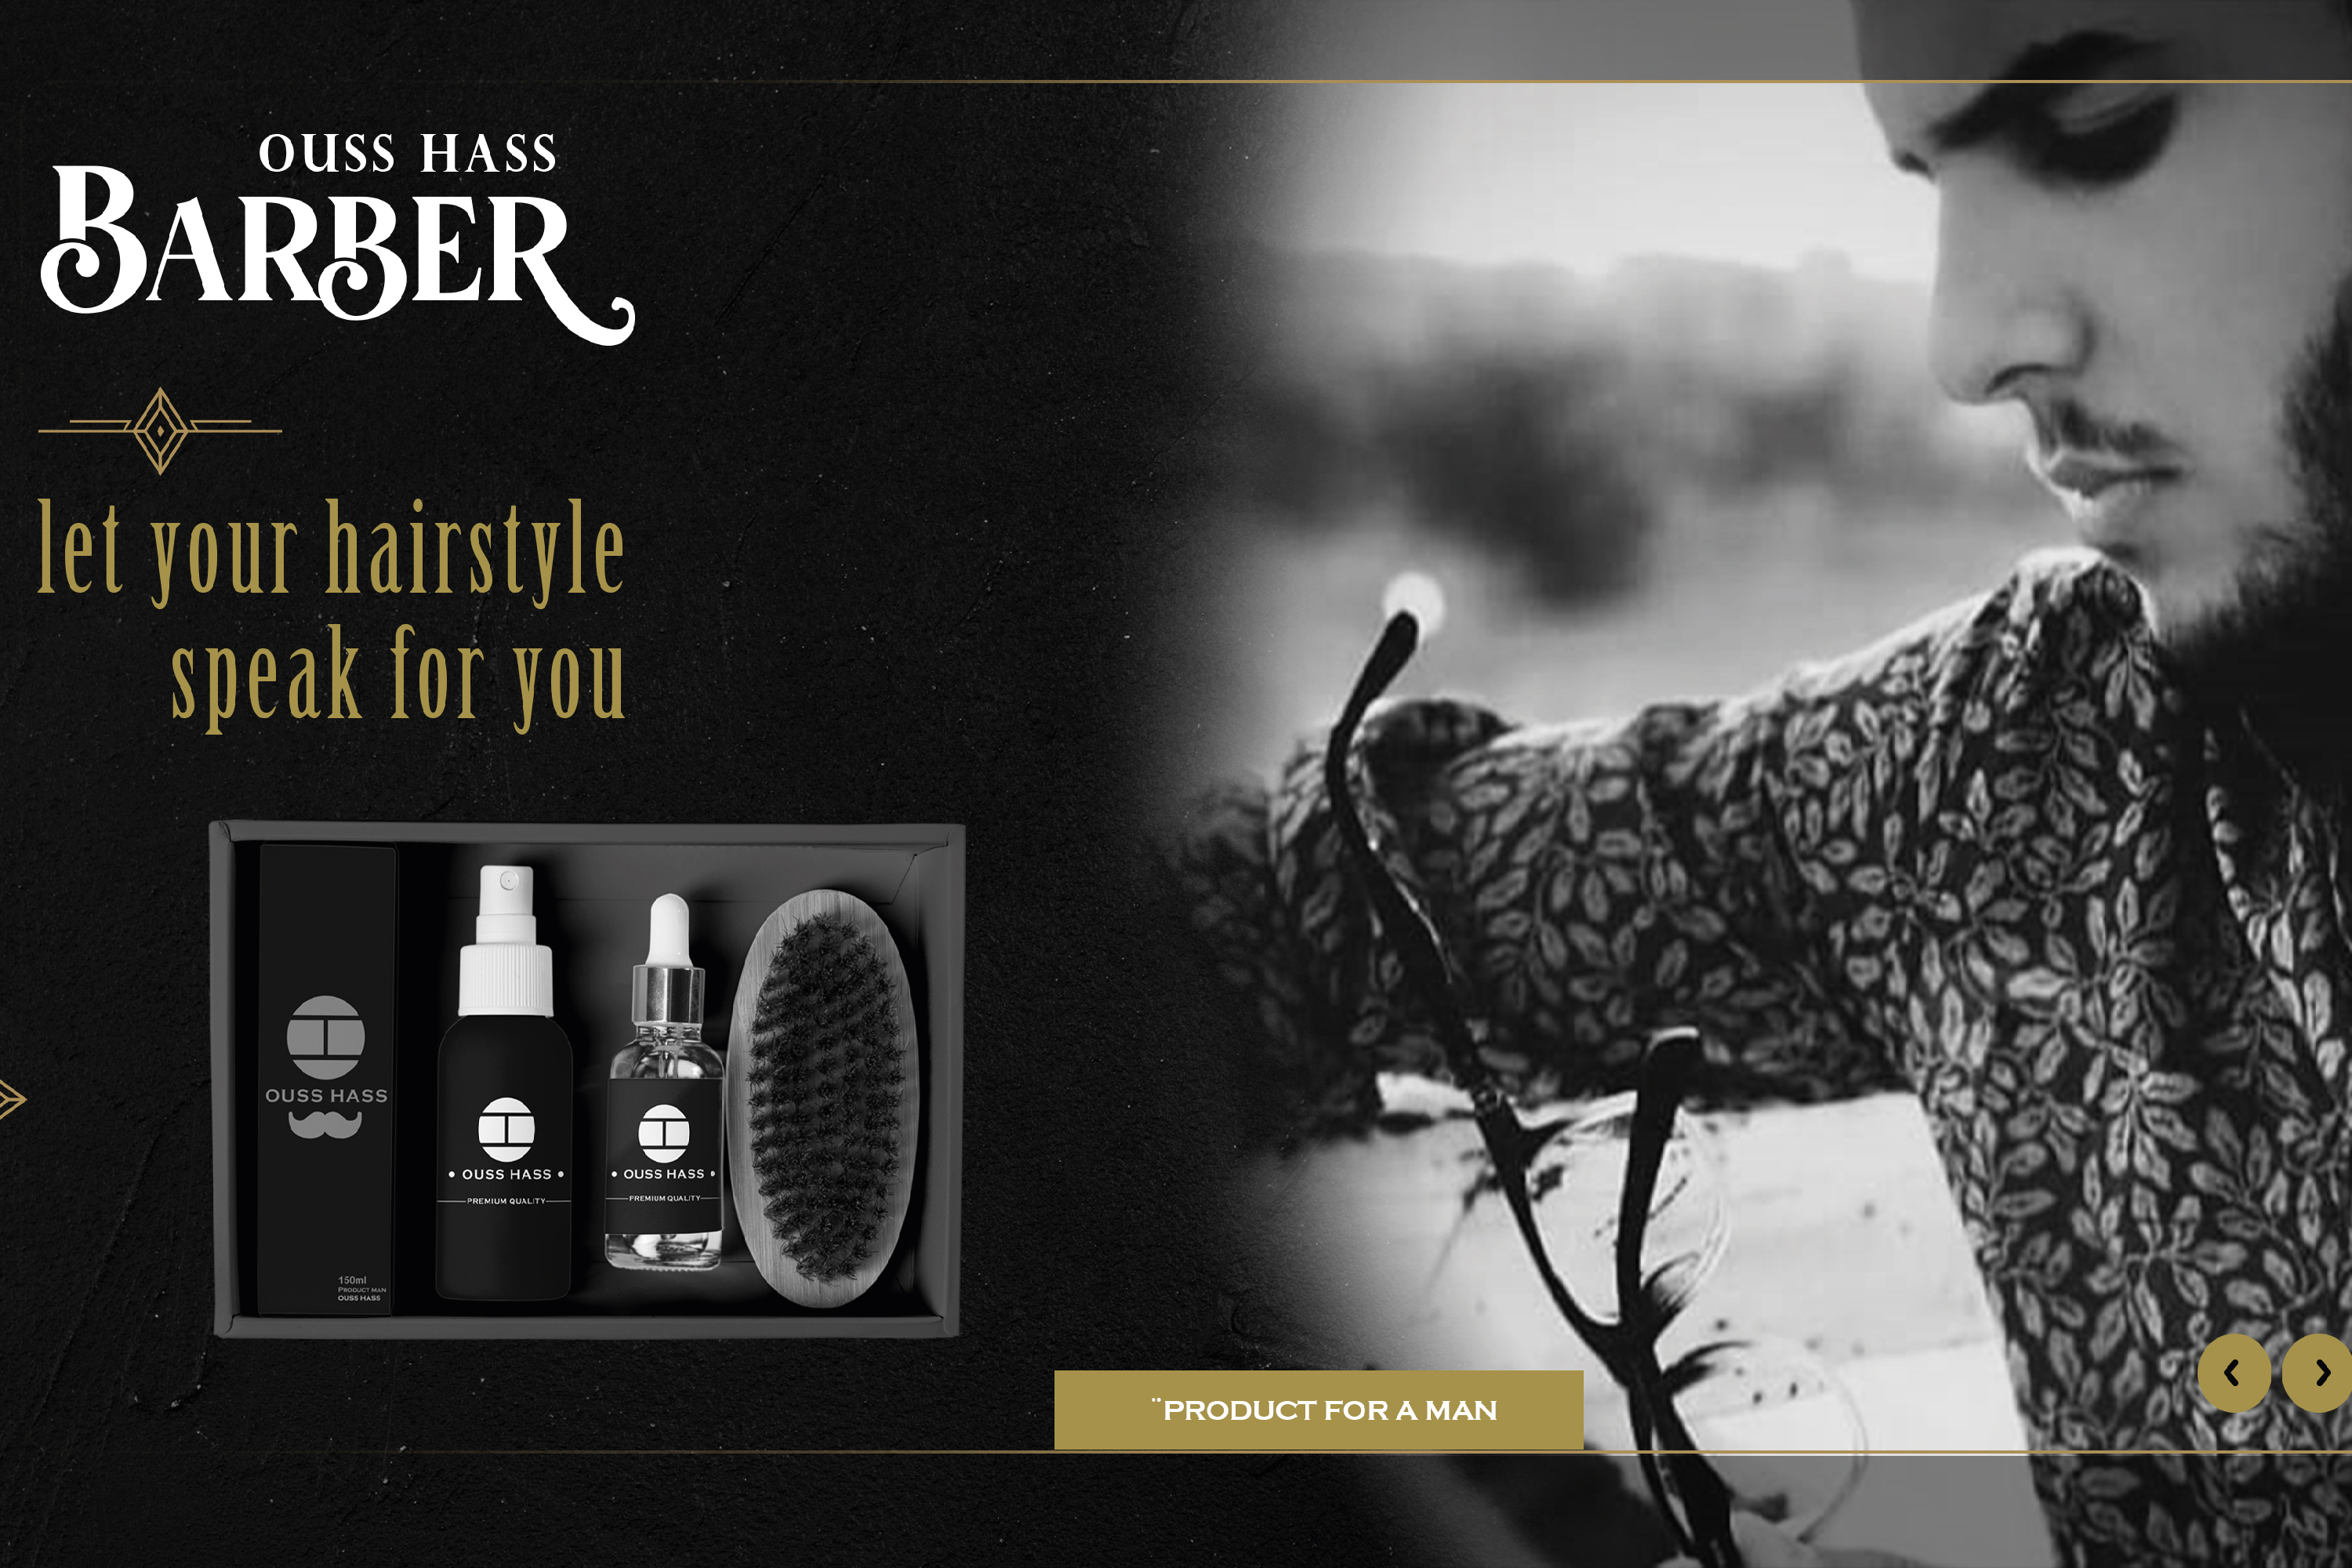 OUSS HASS
BARBER
let your hairstyle
speak for you
OUSS HASS
150ml
PRODUCT MAN
OUSS HASS
• OUSS HASS •
PREMIUM QUALITY
• OUSS HASS •
PREMIUM QUALITY
¨PRODUCT FOR A MAN